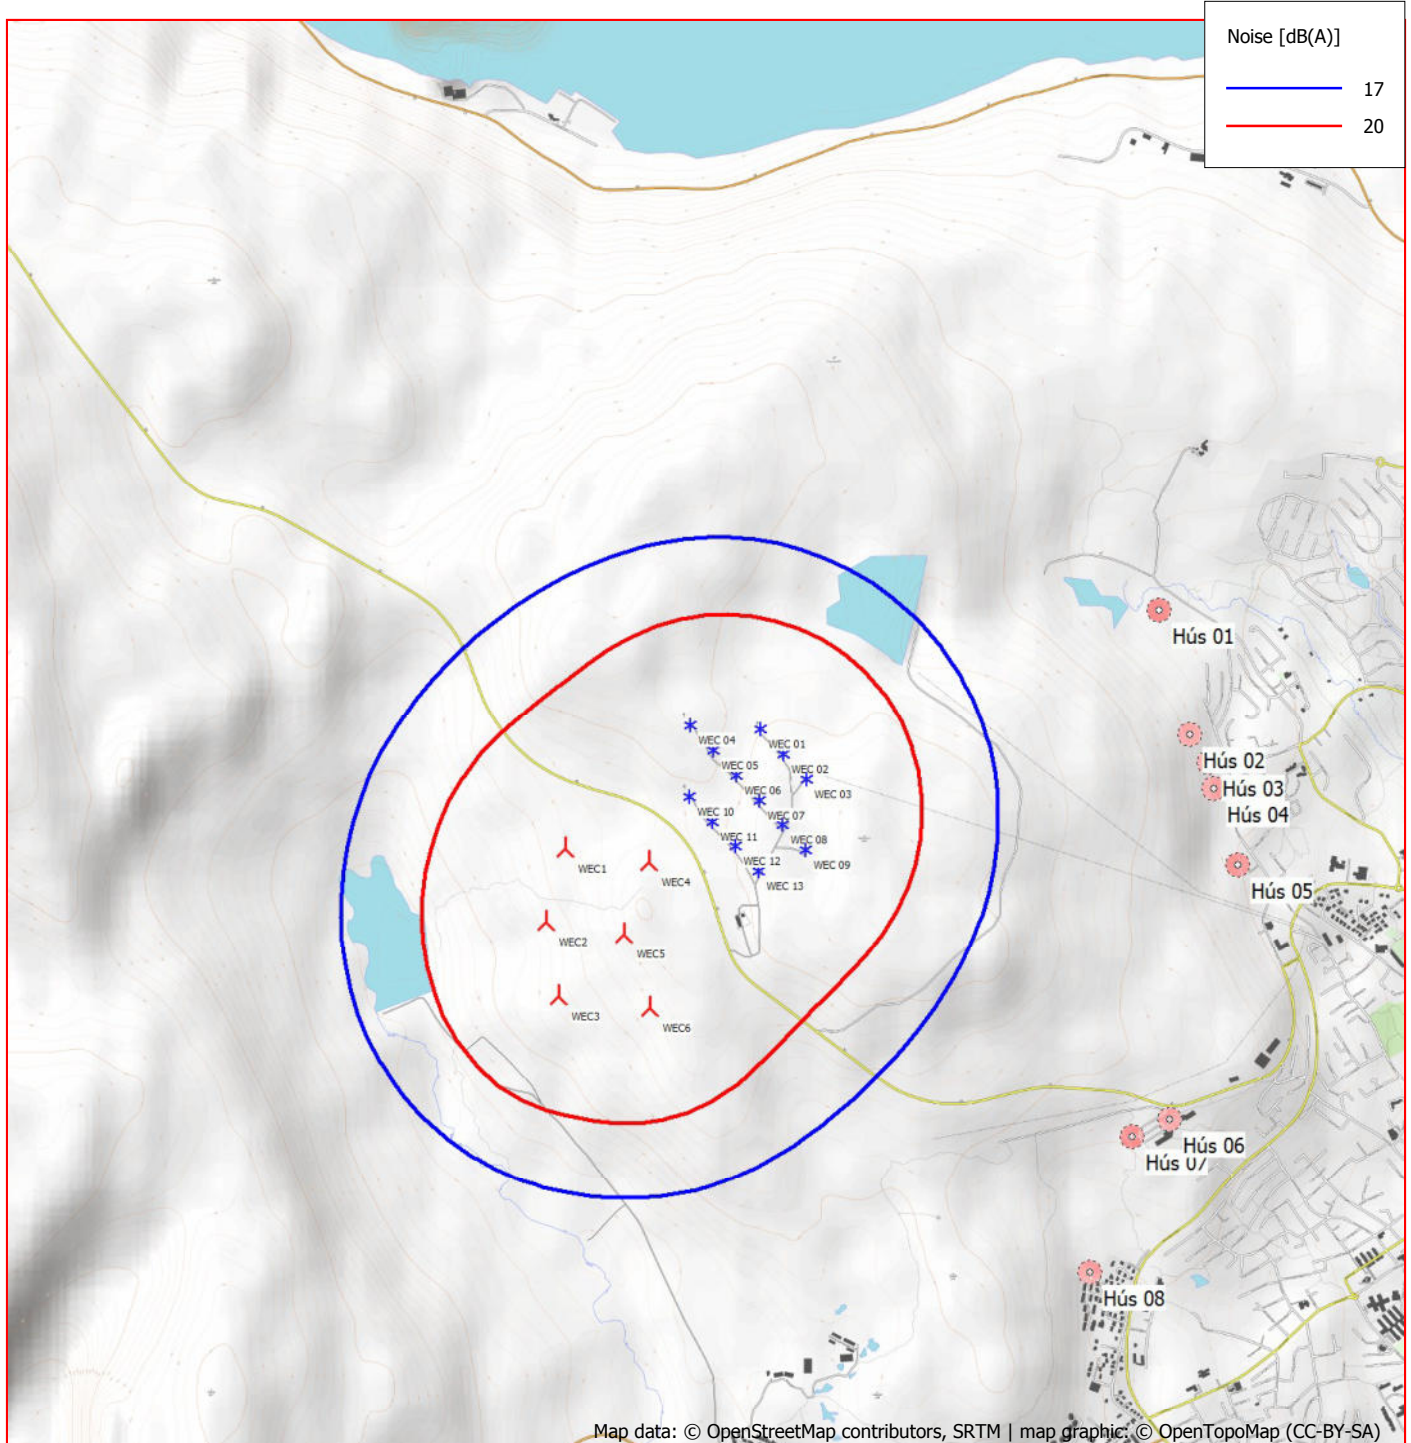 Noise [dB(A)]
17
20
Hús 01
Hús 02
Hús 03
Hús 04
Hús 05
Hús 06
Hús 07
Hús 08
WEC 04
WEC 01
WEC 05
WEC 02
WEC 06
WEC 03
WEC 10
WEC 07
WEC 11
WEC 08
WEC 12
WEC 09
WEC 13
WEC1
WEC4
WEC2
WEC5
WEC3
WEC6
Map data: © OpenStreetMap contributors, SRTM | map graphic: © OpenTopoMap (CC-BY-SA)